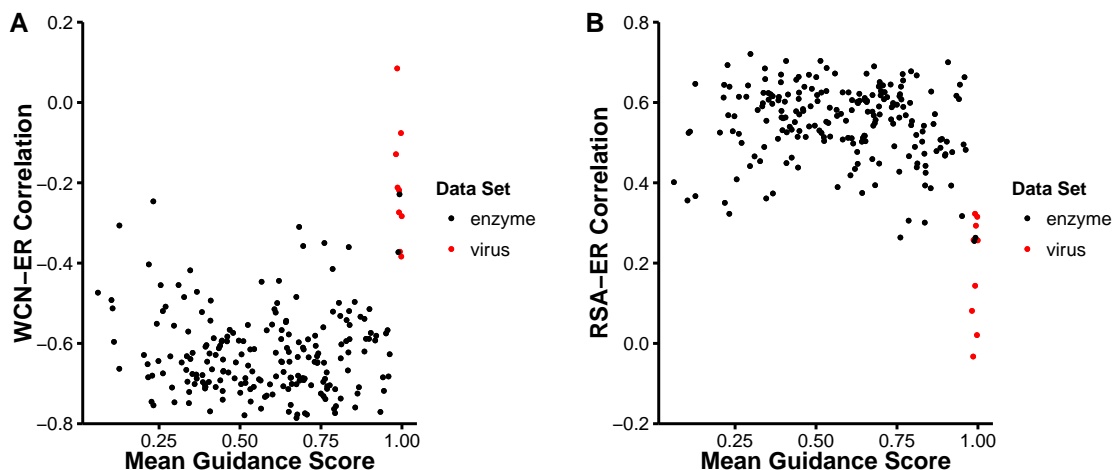 A
0.2
0.0
−0.2
−0.4
−0.6
−0.8
WCN−ER Correlation
0.25
0.50
0.75
1.00
Mean Guidance Score
Data Set
enzyme
virus
B
0.8
0.6
0.4
0.2
0.0
−0.2
RSA−ER Correlation
0.25
0.50
0.75
1.00
Mean Guidance Score
Data Set
enzyme
virus